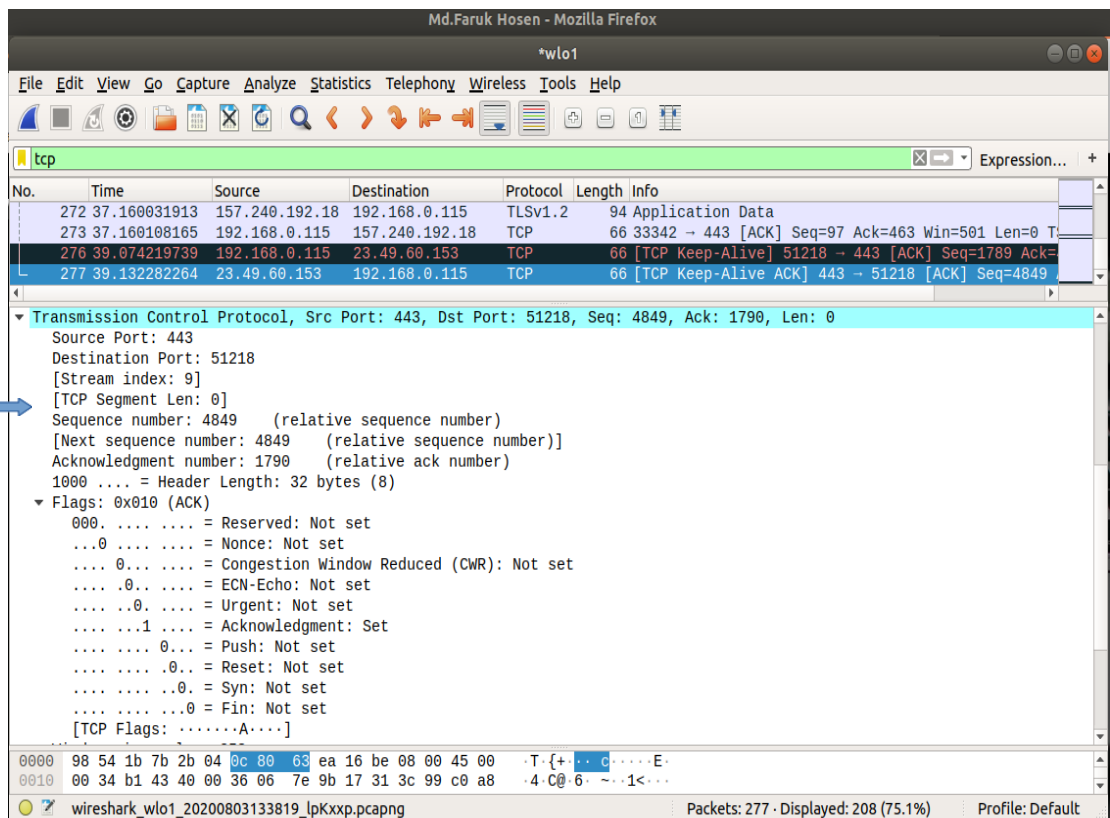 Md.Faruk Hosen - Mozilla Firefox
*wlo1
File Edit View Go Capture Analyze Statistics Telephony Wireless Tools Help
tcp Expression... +
No. Time Source Destination Protocol Length Info
272 37.160031913 157.240.192.18 192.168.0.115 TLSv1.2 94 Application Data
273 37.160108165 192.168.0.115 157.240.192.18 TCP 66 33342 → 443 [ACK] Seq=97 Ack=463 Win=501 Len=0
276 39.074219739 192.168.0.115 23.49.60.153 TCP 66 [TCP Keep-Alive] 51218 → 443 [ACK] Seq=1789 Ack=
277 39.132282264 23.49.60.153 192.168.0.115 TCP 66 [TCP Keep-Alive ACK] 443 → 51218 [ACK] Seq=4849
Transmission Control Protocol, Src Port: 443, Dst Port: 51218, Seq: 4849, Ack: 1790, Len: 0
Source Port: 443
Destination Port: 51218
[Stream index: 9]
[TCP Segment Len: 0]
Sequence number: 4849 (relative sequence number)
[Next sequence number: 4849 (relative sequence number)]
Acknowledgment number: 1790 (relative ack number)
1000 .... = Header Length: 32 bytes (8)
Flags: 0x010 (ACK)
000. .... .... = Reserved: Not set
...0 .... .... = Nonce: Not set
.... 0... .... = Congestion Window Reduced (CWR): Not set
.... .0.. .... = ECN-Echo: Not set
.... ..0. .... = Urgent: Not set
.... ...1 .... = Acknowledgment: Set
.... .... 0... = Push: Not set
.... .... .0.. = Reset: Not set
.... .... ..0. = Syn: Not set
.... .... ...0 = Fin: Not set
[TCP Flags: ·······A····]
0000 98 54 1b 7b 2b 04 0c 80 63 ea 16 be 08 00 45 00 ·T·{+··· c·····E·
0010 00 34 b1 43 40 00 36 06 7e 9b 17 31 3c 99 c0 a8 ·4·C@·6· ~··1<···
wireshark_wlo1_20200803133819_lpKxxp.pcapng Packets: 277 · Displayed: 208 (75.1%) Profile: Default